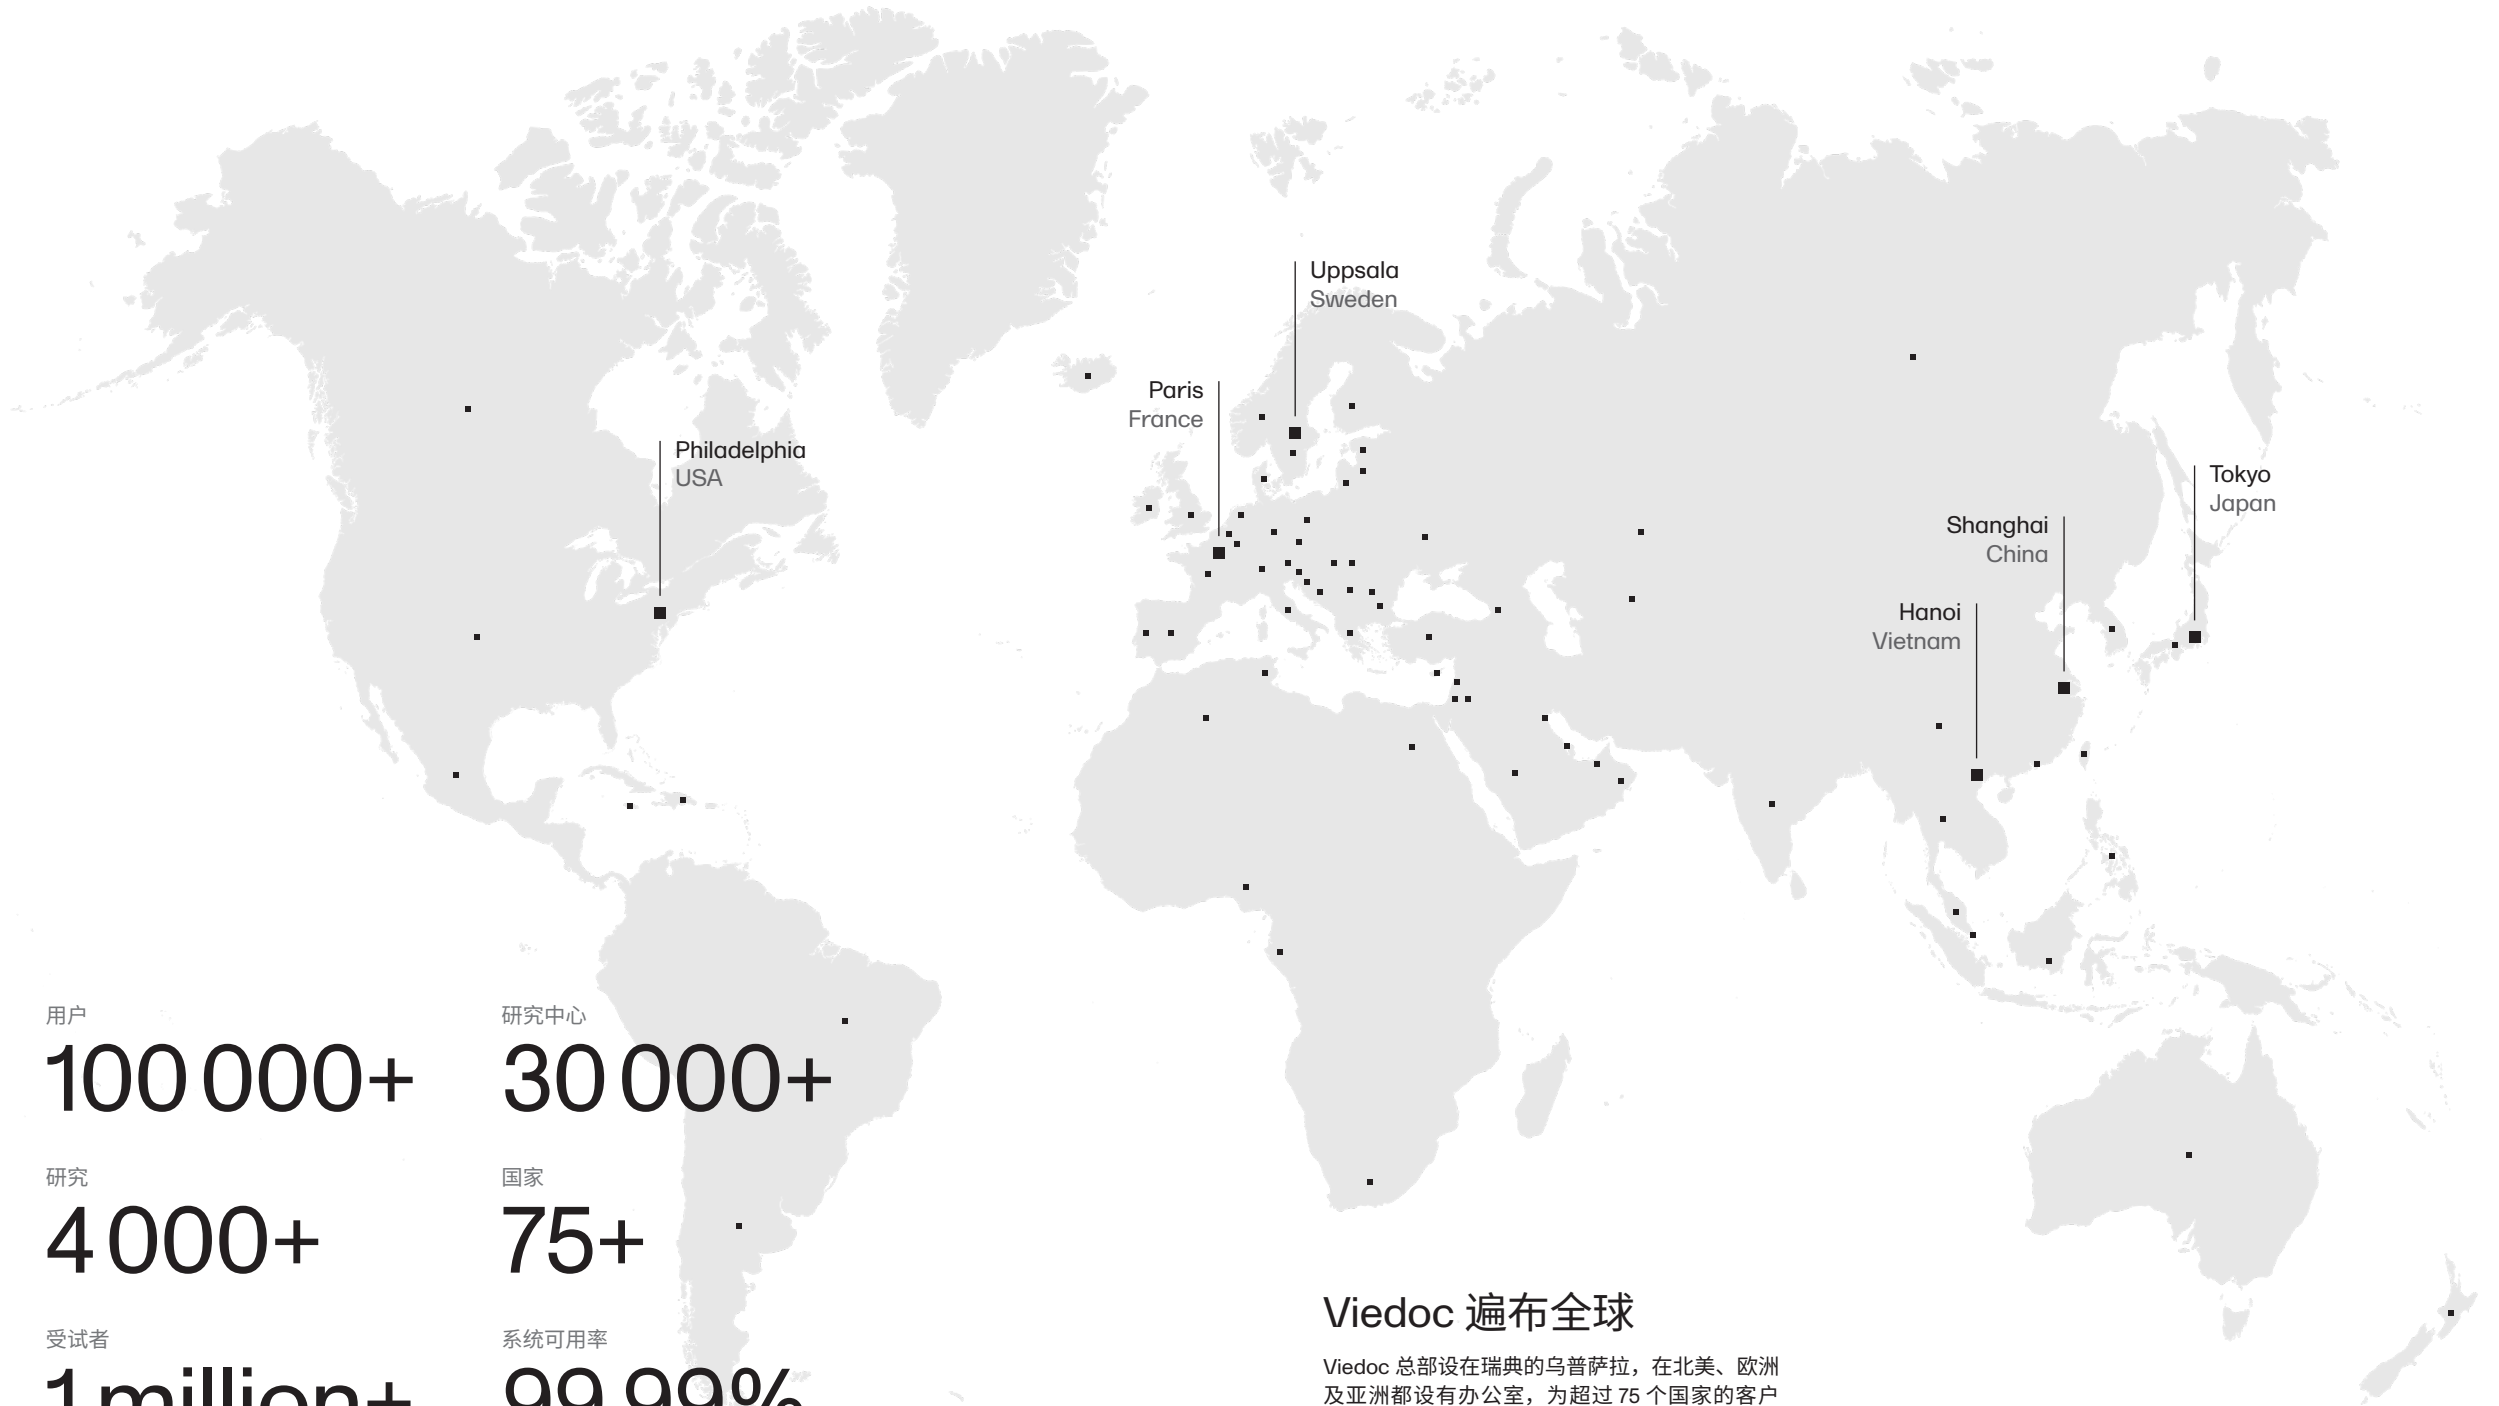 Uppsala
Sweden
Paris
France
Philadelphia
USA
Tokyo
Japan
Shanghai
China
Hanoi
Vietnam
用户
100 000+
研究中心
30 000+
研究
4 000+
国家
75+
受试者
1 million+
系统可用率
99.99%
Viedoc 遍布全球
Viedoc 总部设在瑞典的乌普萨拉，在北美、欧洲
及亚洲都设有办公室，为超过 75 个国家的客户